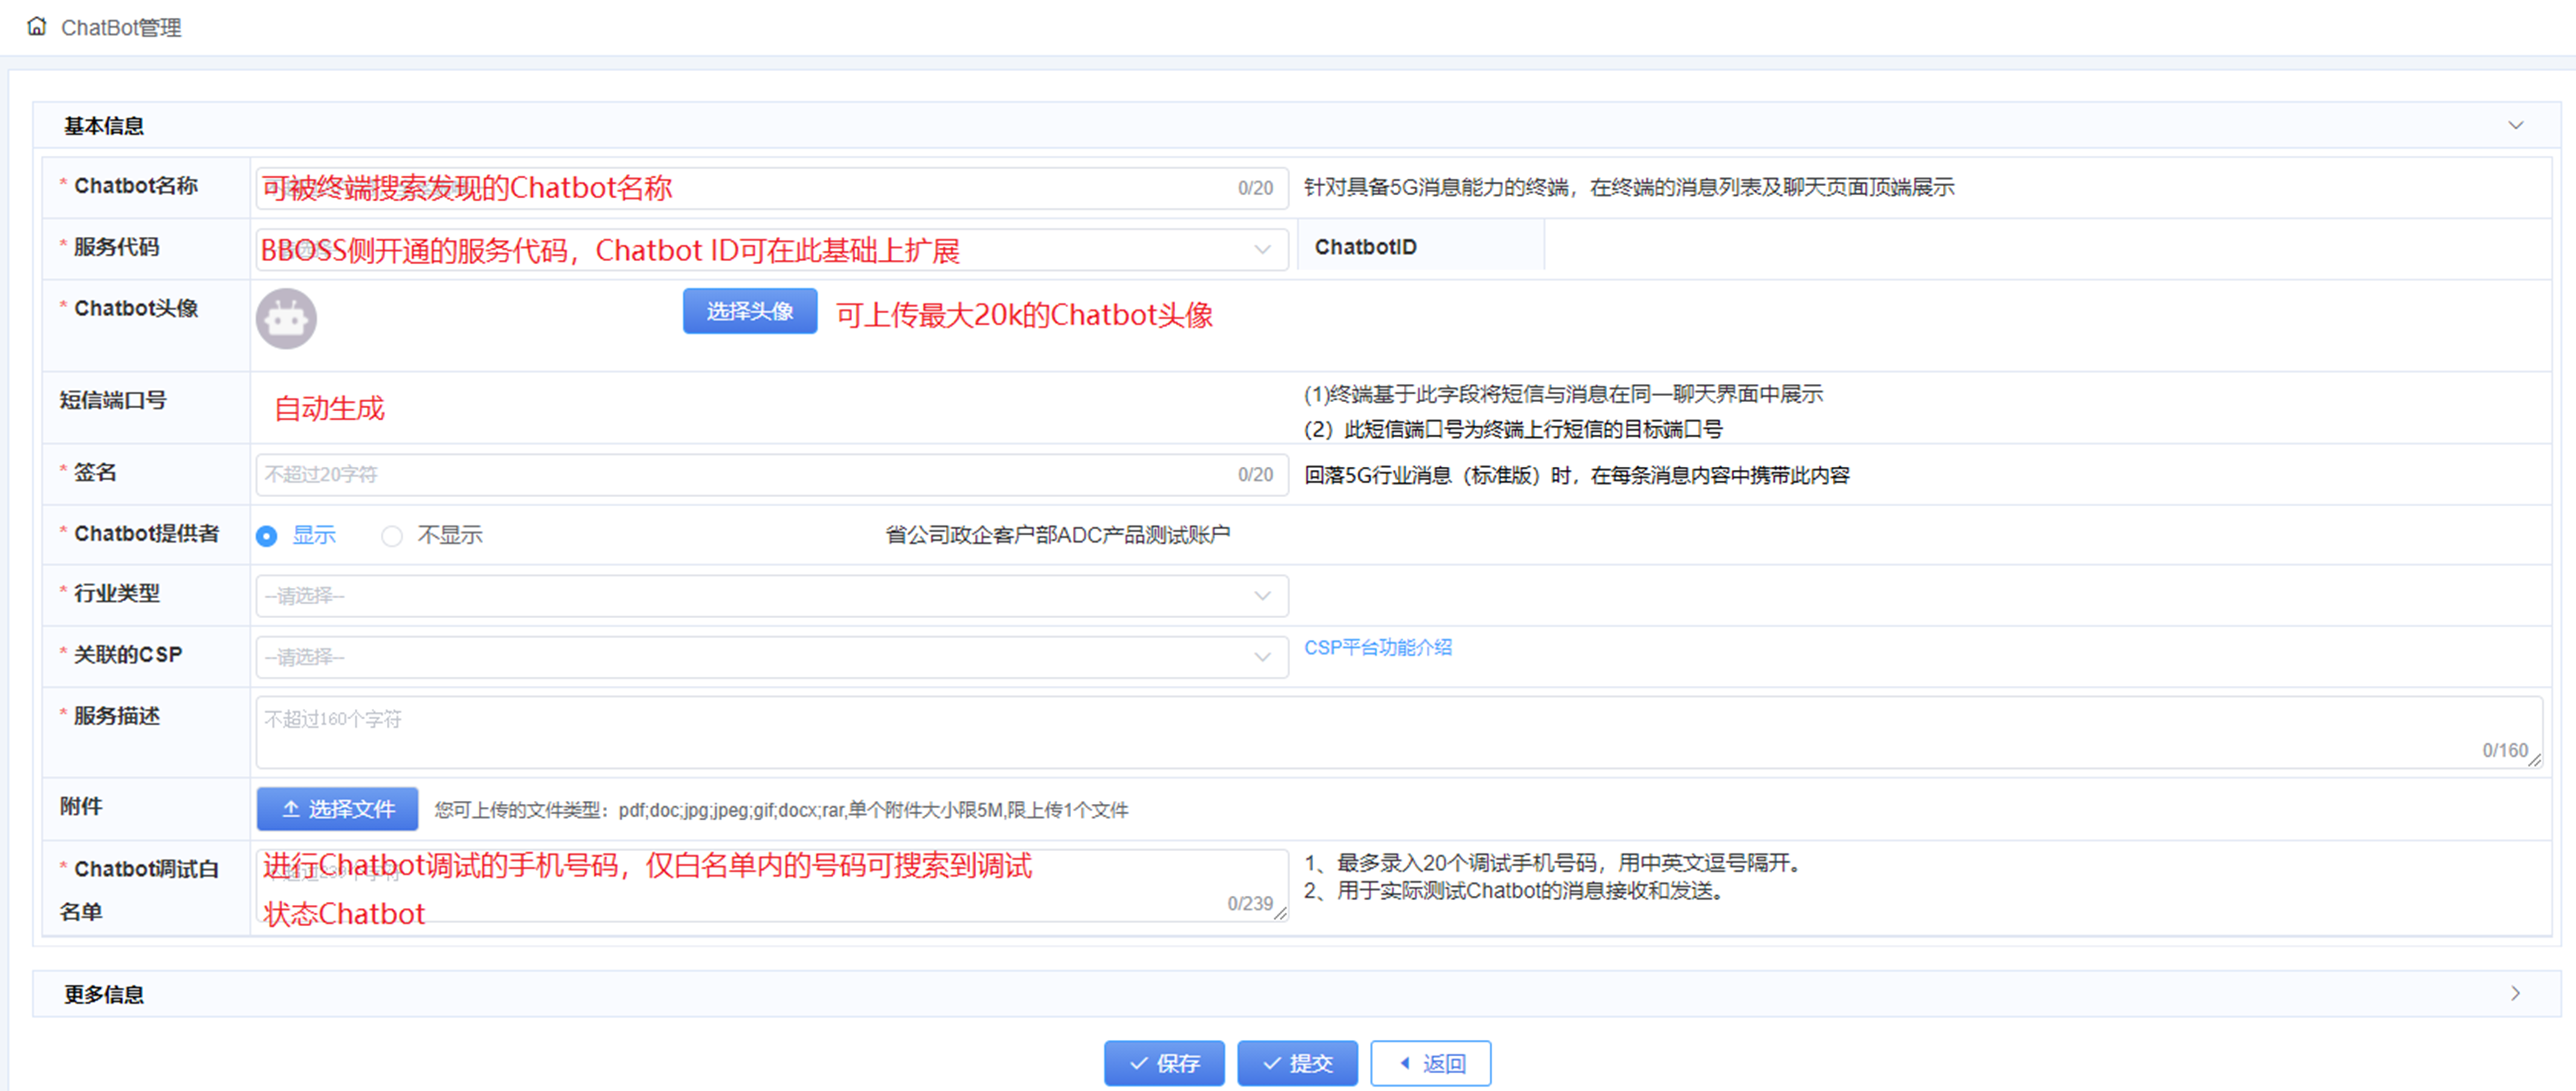 ChatBot管理
基本信息
* Chatbot名称
可被终端搜索发现的Chatbot名称
0/20
针对具备5G消息能力的终端，在终端的消息列表及聊天页面顶端展示
* 服务代码
BBOSS侧开通的服务代码，Chatbot ID可在此基础上扩展
ChatbotID
* Chatbot头像
选择头像
可上传最大20k的Chatbot头像
短信端口号
自动生成
(1)终端基于此字段将短信与消息在同一聊天界面中展示
(2）此短信端口号为终端上行短信的目标端口号
* 签名
不超过20字符
0/20
回落5G行业消息（标准版）时，在每条消息内容中携带此内容
* Chatbot提供者
显示
不显示
省公司政企客户部ADC产品测试账户
* 行业类型
--请选择--
* 关联的CSP
--请选择--
CSP平台功能介绍
* 服务描述
不超过160个字符
0/160
附件
选择文件
您可上传的文件类型：pdf;doc;jpg;jpeg;gif;docx;rar,单个附件大小限5M,限上传1个文件
* Chatbot调试白
名单
进行Chatbot调试的手机号码，仅白名单内的号码可搜索到调试
状态Chatbot
0/239
1、最多录入20个调试手机号码，用中英文逗号隔开。
2、用于实际测试Chatbot的消息接收和发送。
更多信息
保存
提交
返回